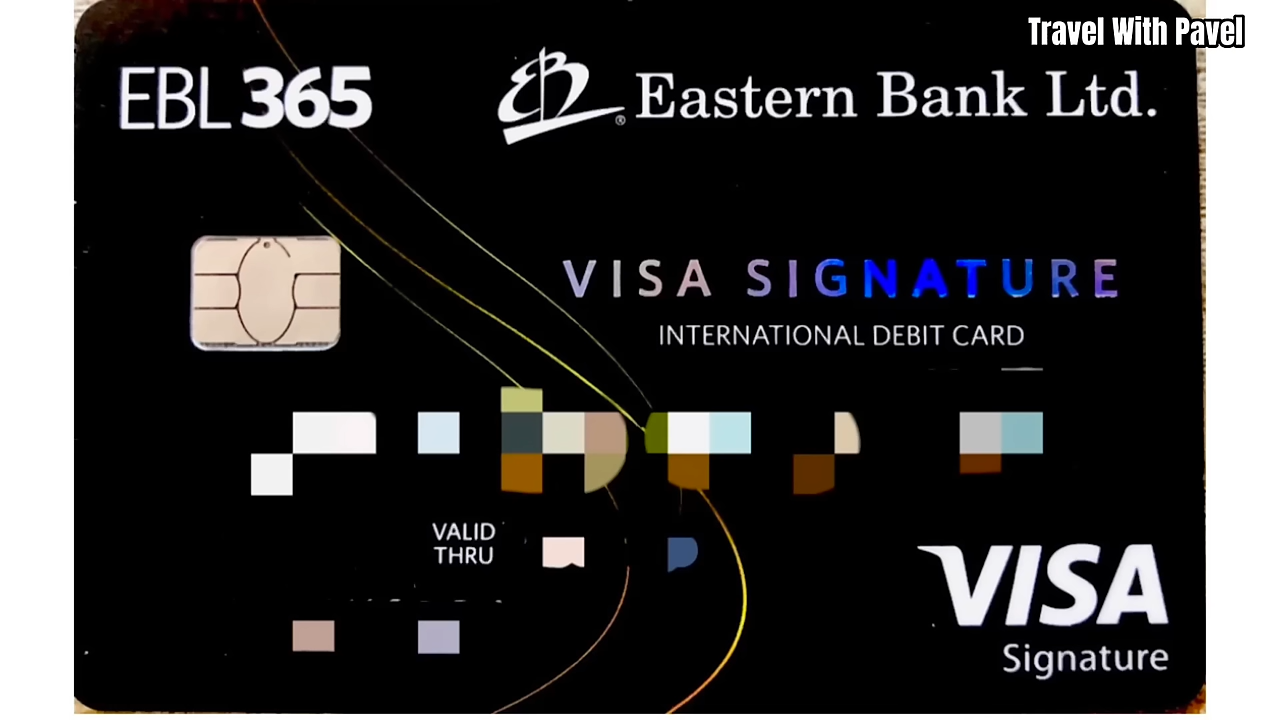 Travel With Pavel
EBL 365
Eastern Bank Ltd.
VISA SIGNATURE
INTERNATIONAL DEBIT CARD
VALID
THRU
VISA
Signature